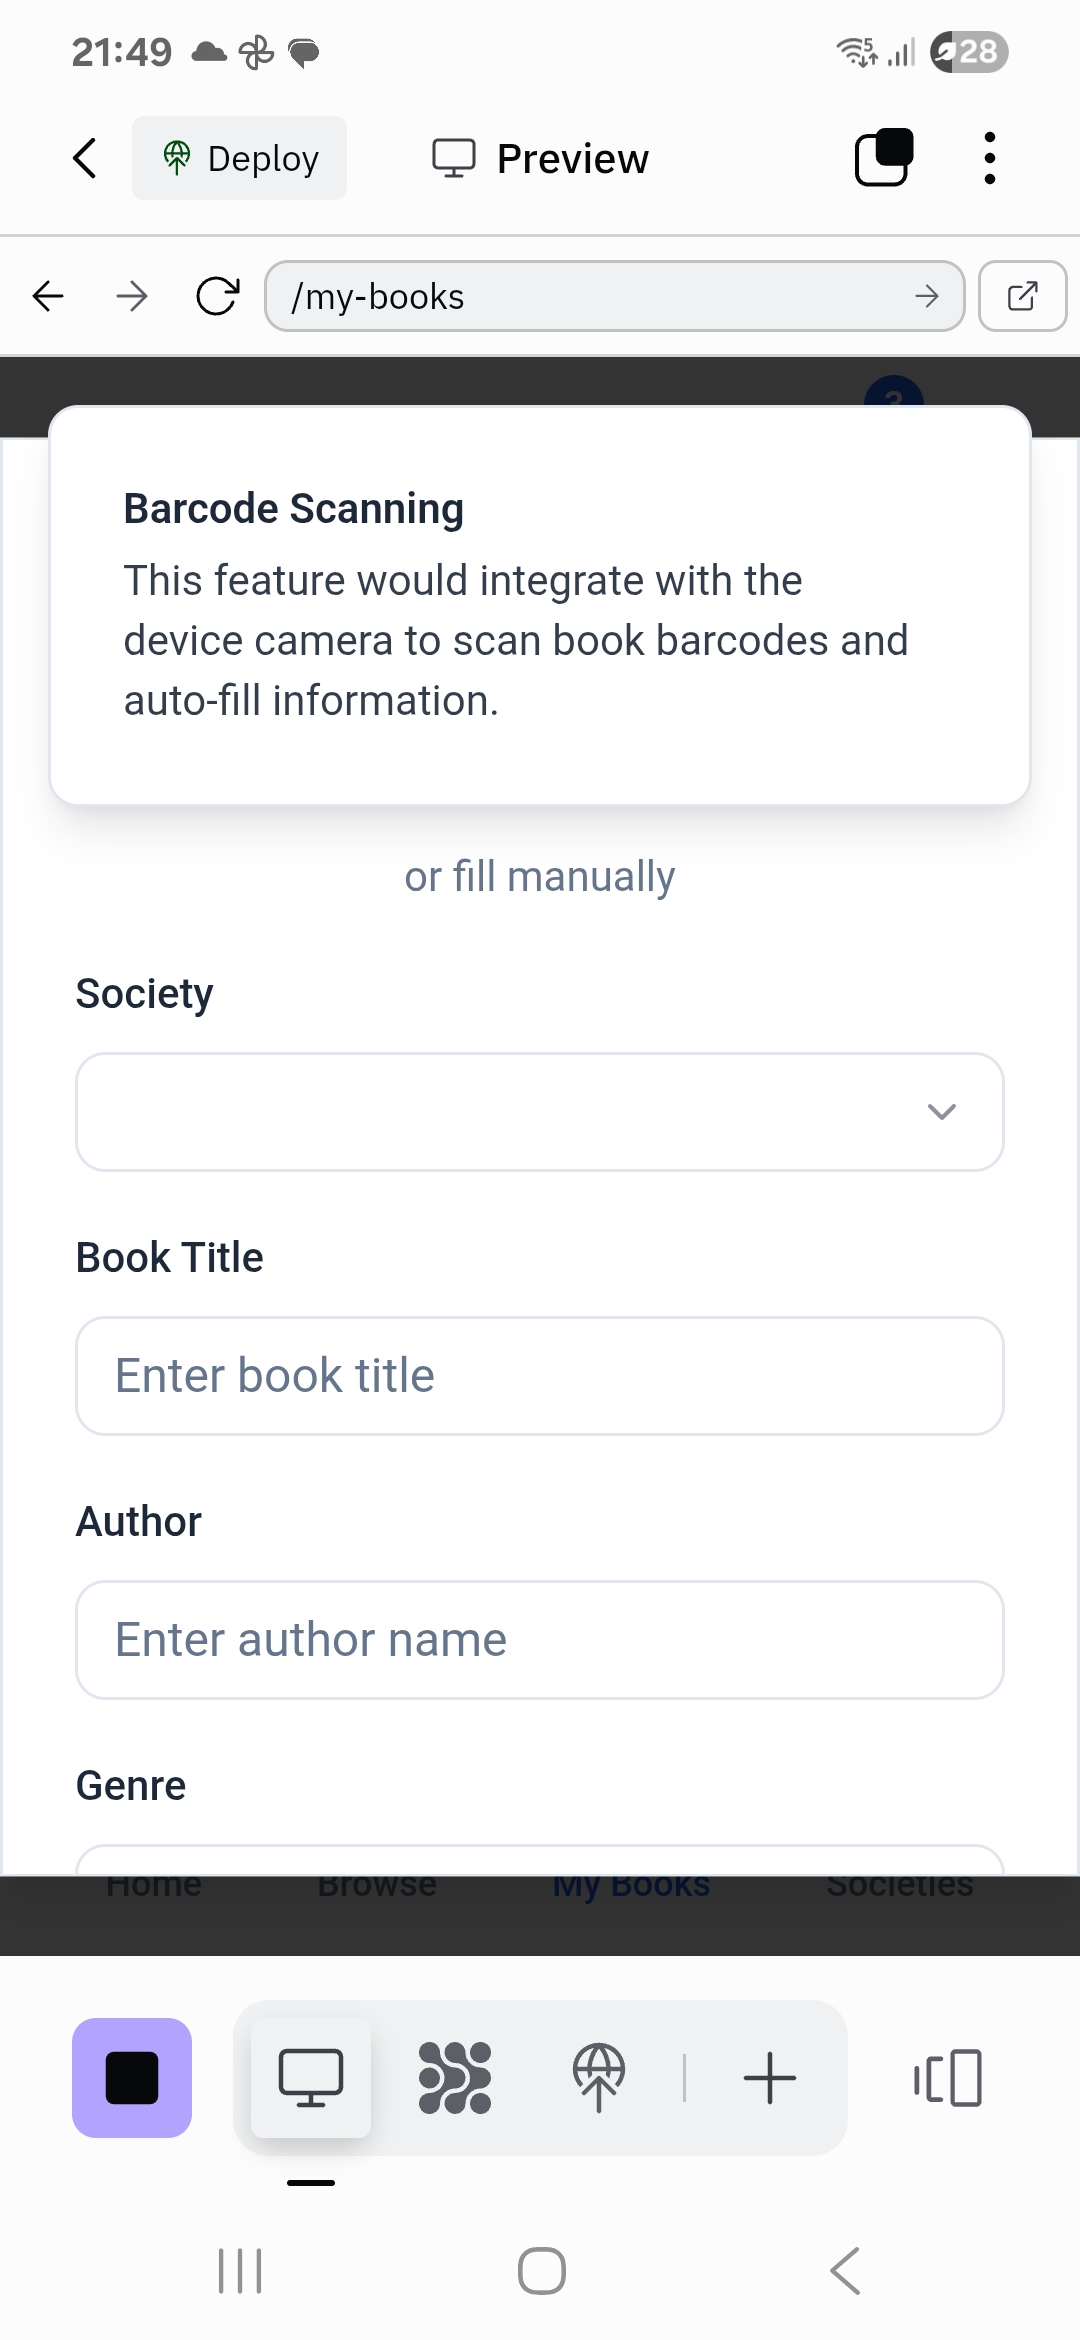 21:49
5
28
Deploy
Preview
/my-books
3
Barcode Scanning
This feature would integrate with the
device camera to scan book barcodes and
auto-fill information.
or fill manually
Society
Book Title
Enter book title
Author
Enter author name
Genre
Home Browse My Books Societies